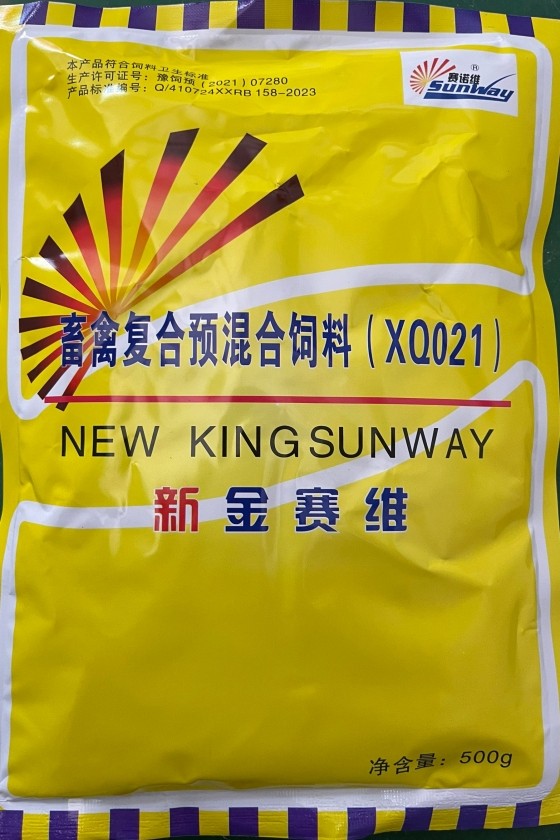 本产品符合饲料卫生标准
生产许可证号：豫饲预（2021）07280
产品标准编号：Q/410724XXRB 158-2023
赛诺维®
Sunway
畜禽复合预混合饲料（XQ021）
NEW KINGSUNWAY
新金赛维
净含量：500g